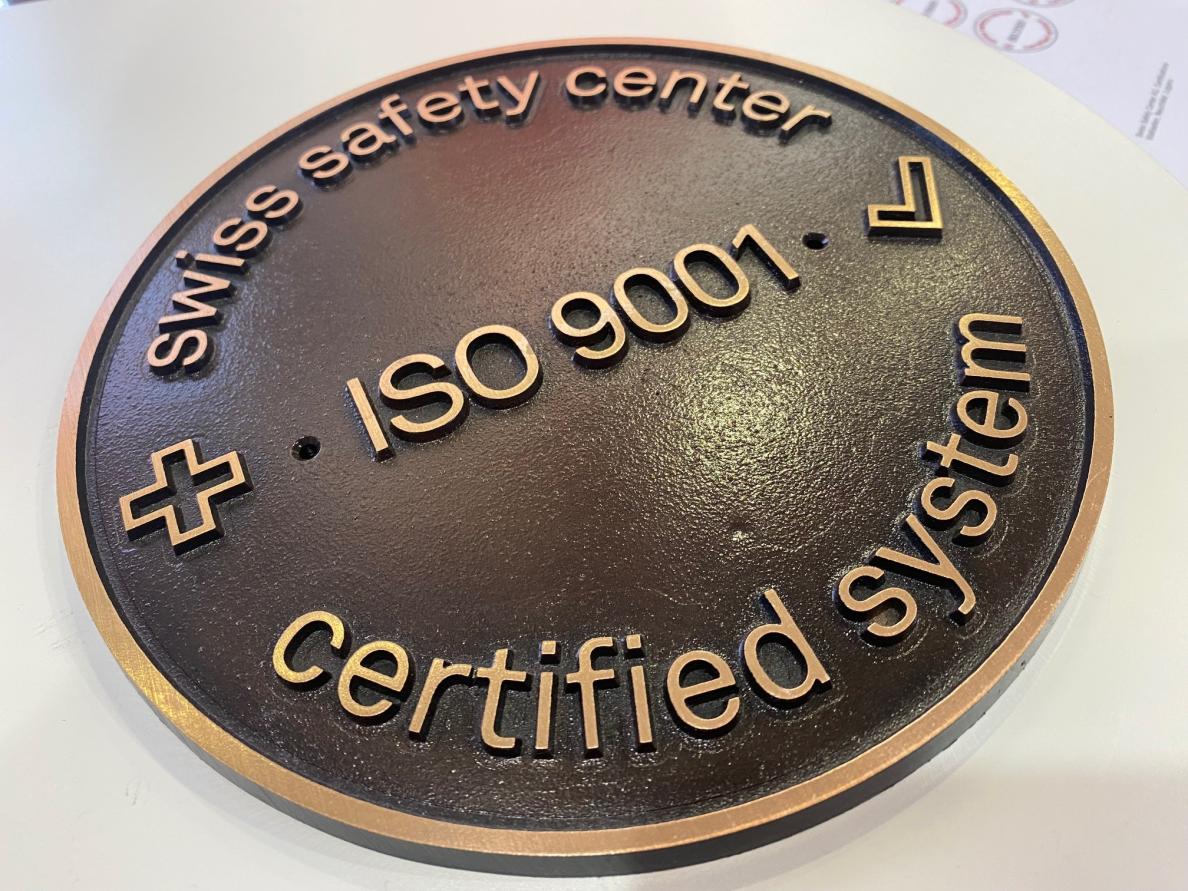 swiss safety center
· ISO 9001 ·
certified system